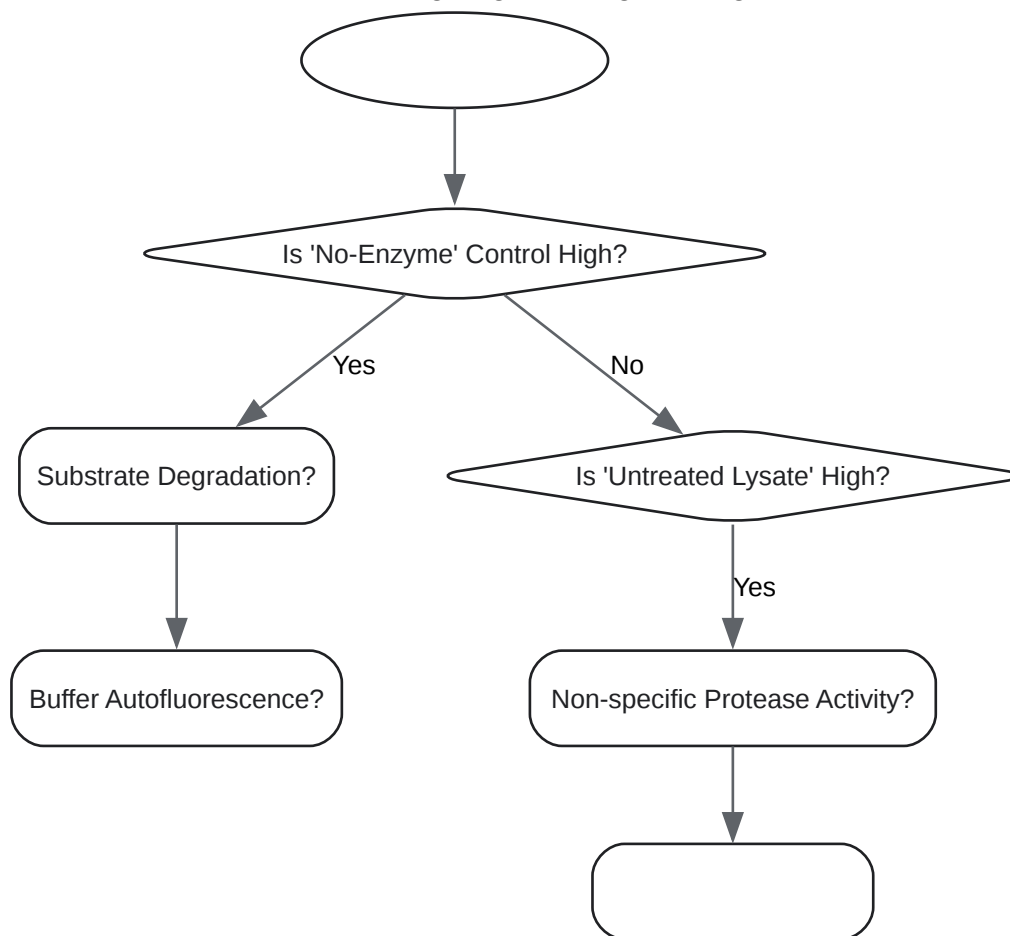 Is 'No-Enzyme' Control High?
Yes
No
Substrate Degradation?
Is 'Untreated Lysate' High?
Yes
Buffer Autofluorescence?
Non-specific Protease Activity?